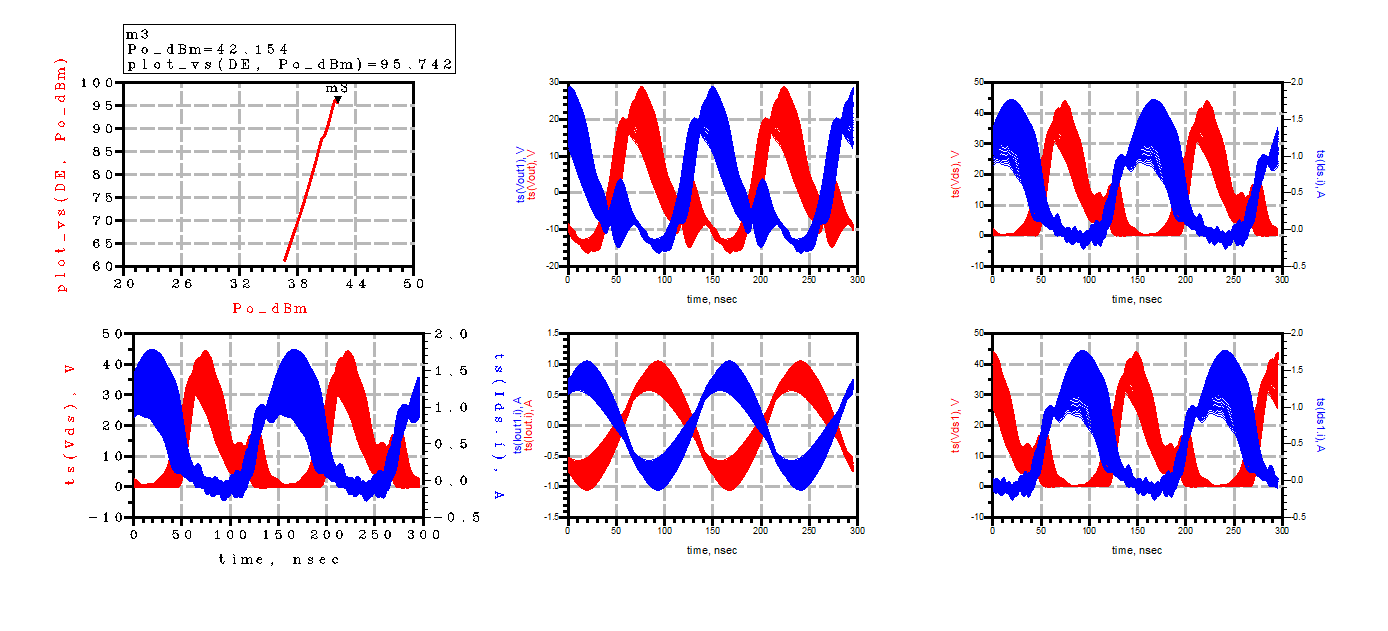 m3
Po_dBm=42.154
plot_vs(DE, Po_dBm)=95.742
plot_vs(DE, Po_dBm)
100
95
90
85
80
75
70
65
60
m3
20 26 32 38 44 50
Po_dBm
ts(Vout1), V
ts(Vout), V
30
20
10
0
-10
-20
0 50 100 150 200 250 300
time, nsec
ts(Vds), V
50
40
30
20
10
0
-10
2.0
1.5
1.0
0.5
0.0
-0.5
ts(Ids.i), A
0 50 100 150 200 250 300
time, nsec
ts(Vds), V
50
40
30
20
10
0
-10
2.0
1.5
1.0
0.5
0.0
-0.5
ts(Ids.i), A
0 50 100 150 200 250 300
time, nsec
ts(Iout1.i), A
ts(Iout.i), A
1.5
1.0
0.5
0.0
-0.5
-1.0
-1.5
0 50 100 150 200 250 300
time, nsec
ts(Vds1), V
50
40
30
20
10
0
-10
2.0
1.5
1.0
0.5
0.0
-0.5
ts(Ids1.i), A
0 50 100 150 200 250 300
time, nsec